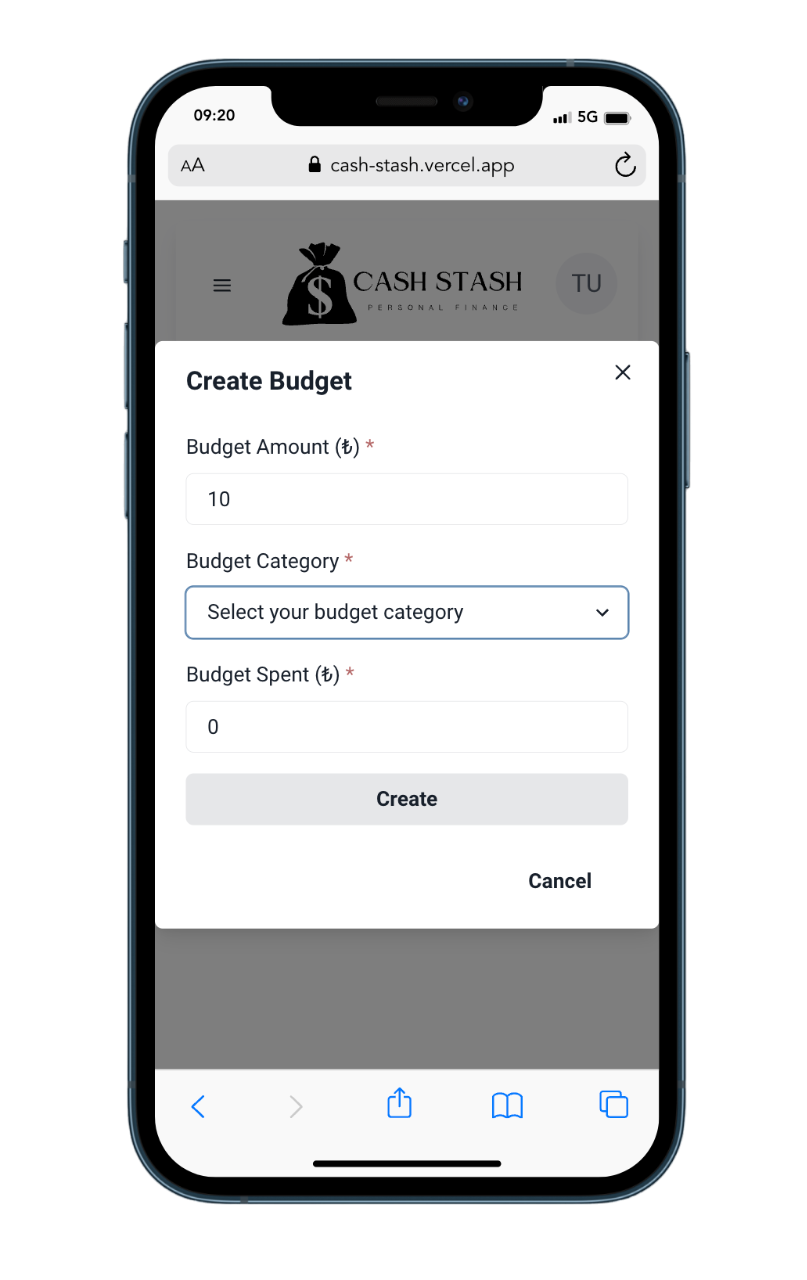 09:20
5G
AA
cash-stash.vercel.app
$
CASH STASH
PERSONAL FINANCE
TU
Create Budget
Budget Amount (₺) *
10
Budget Category *
Select your budget category
Budget Spent (₺) *
0
Create
Cancel